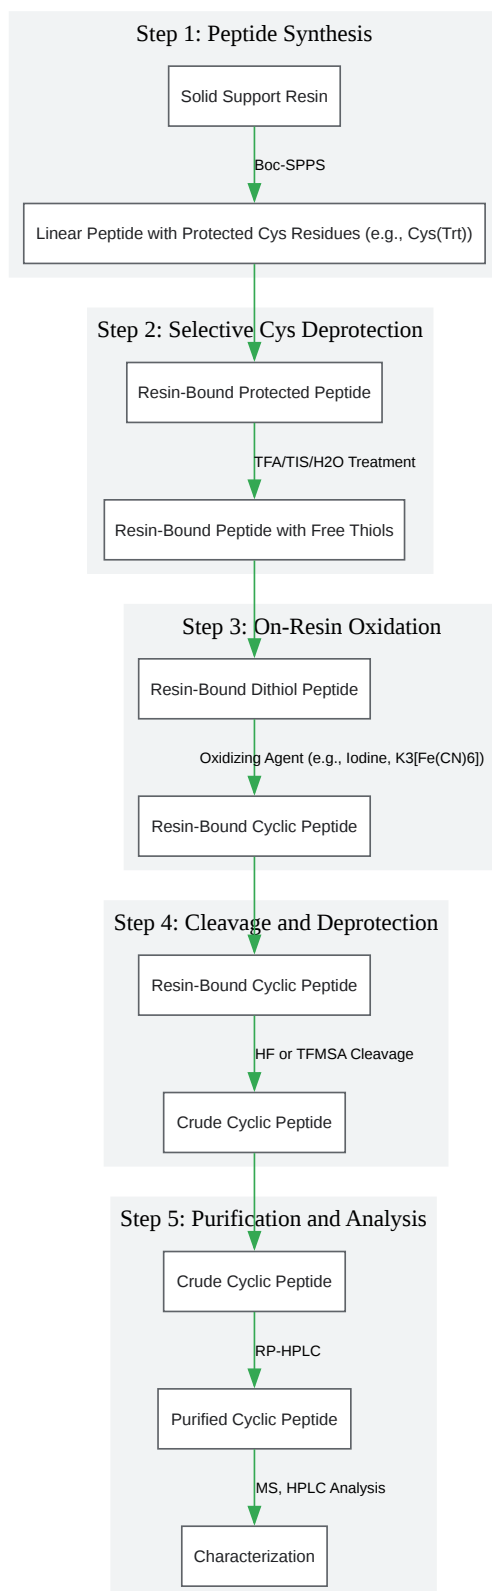 Step 1: Peptide Synthesis
Solid Support Resin
Boc-SPPS
Linear Peptide with Protected Cys Residues (e.g., Cys(Trt))
Step 2: Selective Cys Deprotection
Resin-Bound Protected Peptide
TFA/TIS/H2O Treatment
Resin-Bound Peptide with Free Thiols
Step 3: On-Resin Oxidation
Resin-Bound Dithiol Peptide
Oxidizing Agent (e.g., Iodine, K3[Fe(CN)6])
Resin-Bound Cyclic Peptide
Step 4: Cleavage and Deprotection
Resin-Bound Cyclic Peptide
HF or TFMSA Cleavage
Crude Cyclic Peptide
Step 5: Purification and Analysis
Crude Cyclic Peptide
RP-HPLC
Purified Cyclic Peptide
MS, HPLC Analysis
Characterization